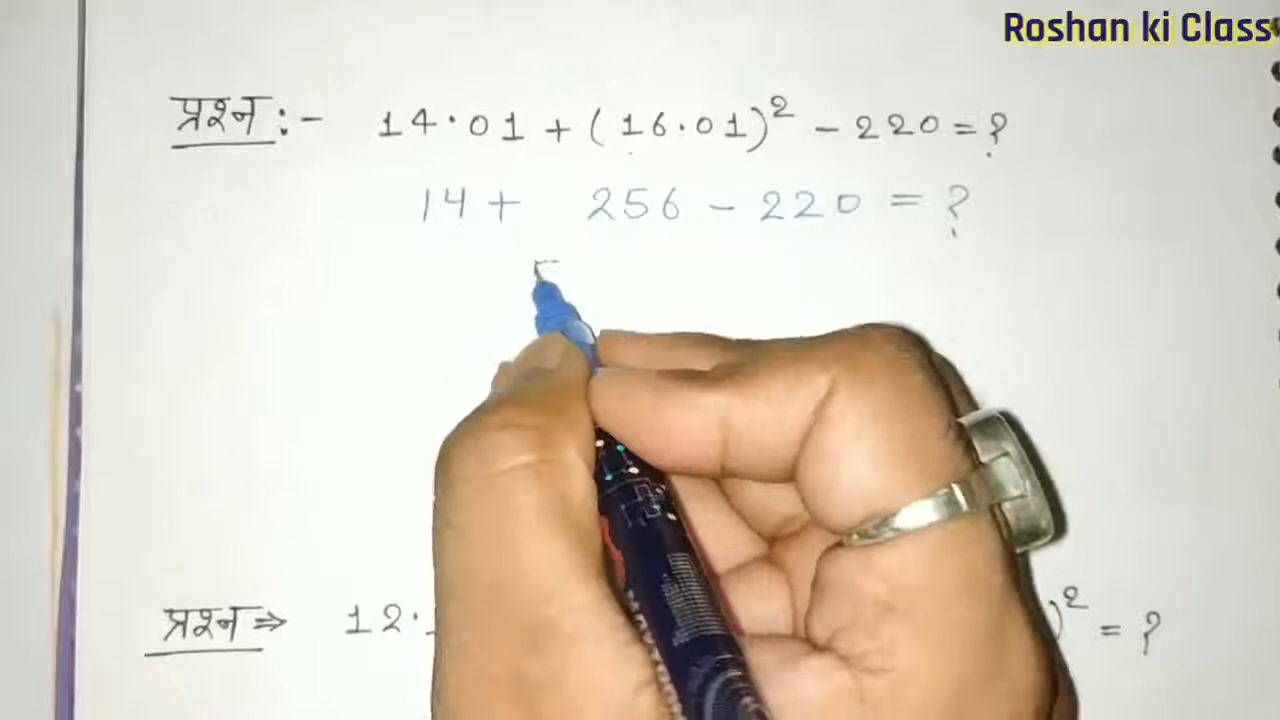 Roshan ki Class
प्रश्न :- 14.01 + (16.01)² - 220 = ?
14 + 256 - 220 = ?
प्रश्न ⇒ 12. )² = ?